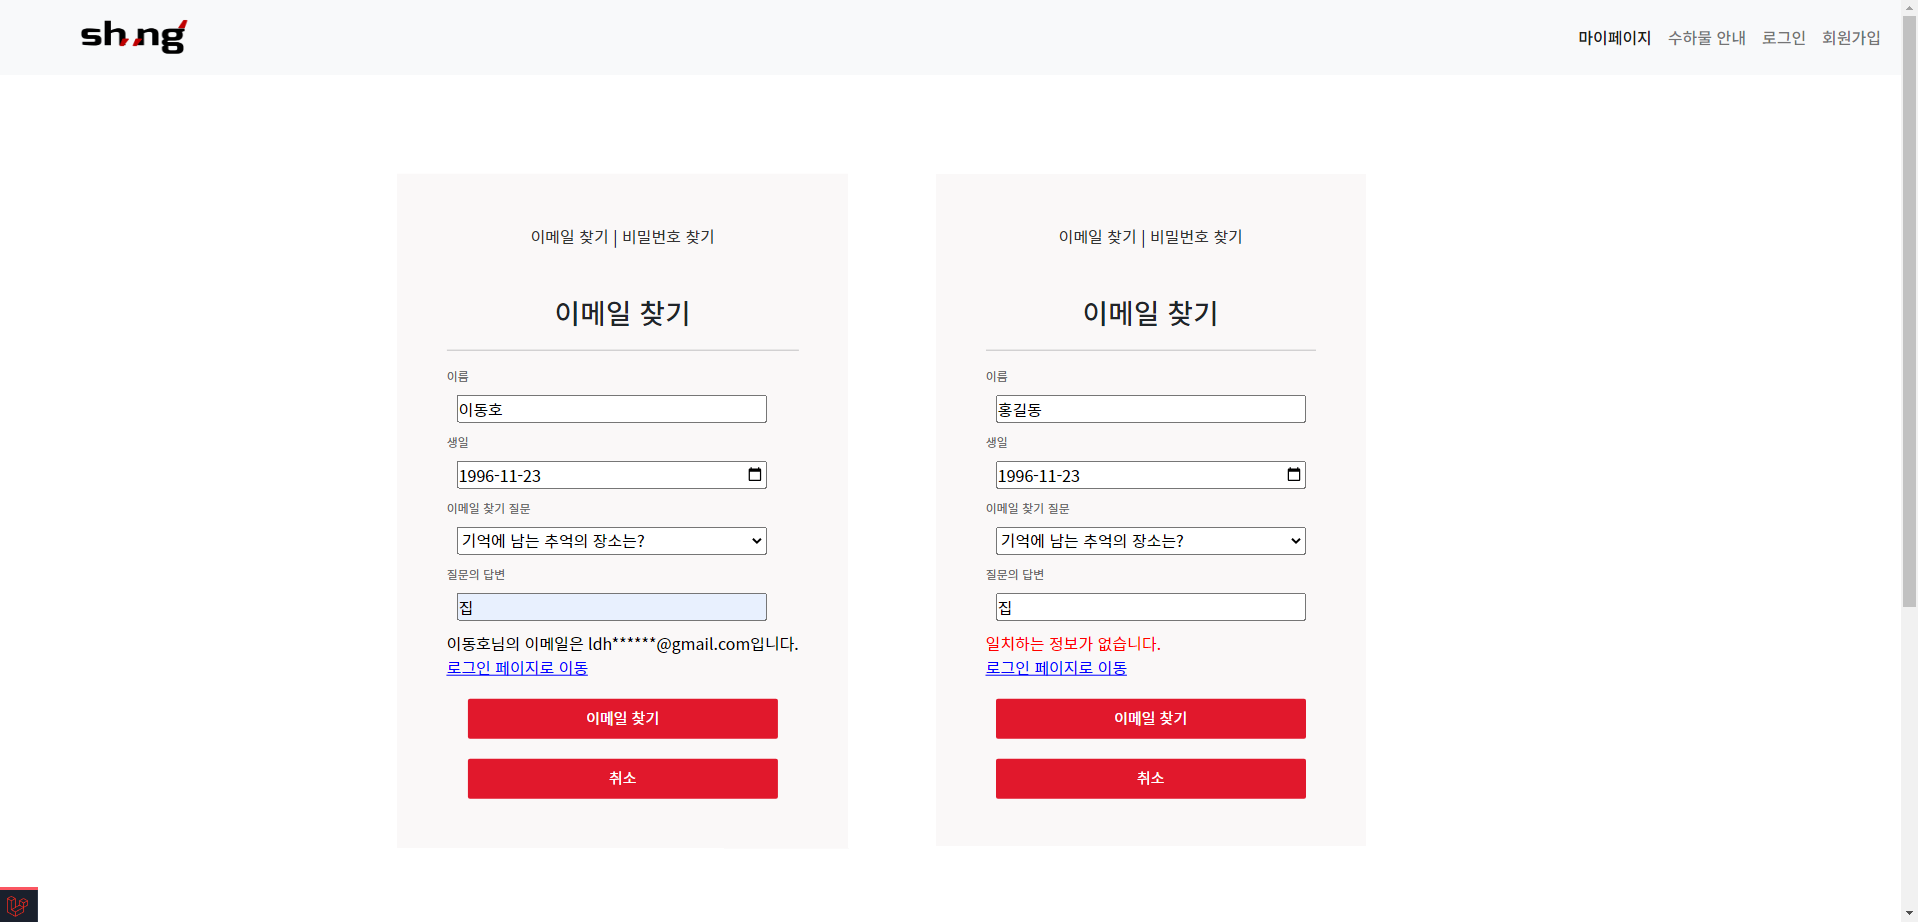 마이페이지 수하물 안내 로그인 회원가입
이메일 찾기 | 비밀번호 찾기
이메일 찾기
이름
이동호
생일
1996-11-23
이메일 찾기 질문
기억에 남는 추억의 장소는?
질문의 답변
집
이동호님의 이메일은 ldh******@gmail.com입니다.
로그인 페이지로 이동
이메일 찾기
취소
이메일 찾기 | 비밀번호 찾기
이메일 찾기
이름
홍길동
생일
1996-11-23
이메일 찾기 질문
기억에 남는 추억의 장소는?
질문의 답변
집
일치하는 정보가 없습니다.
로그인 페이지로 이동
이메일 찾기
취소